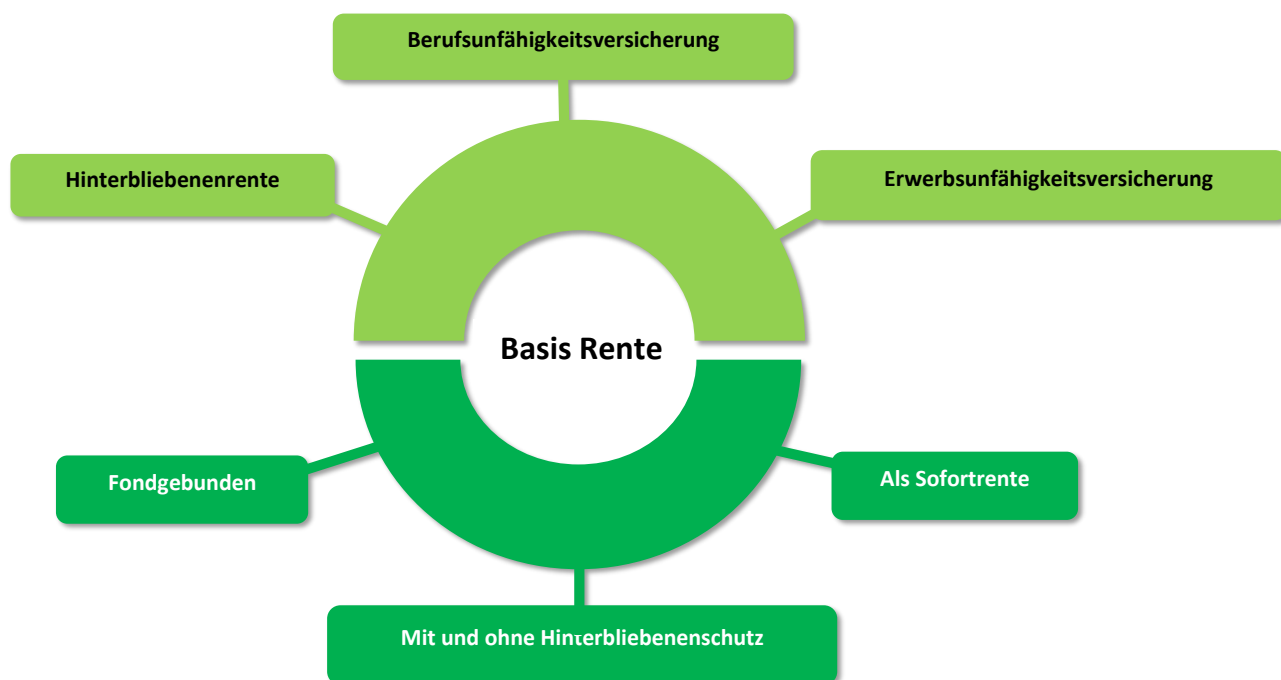 Berufsunfähigkeitsversicherung
Hinterbliebenenrente
Erwerbsunfähigkeitsversicherung
Basis Rente
Fondgebunden
Als Sofortrente
Mit und ohne Hinterbliebenenschutz